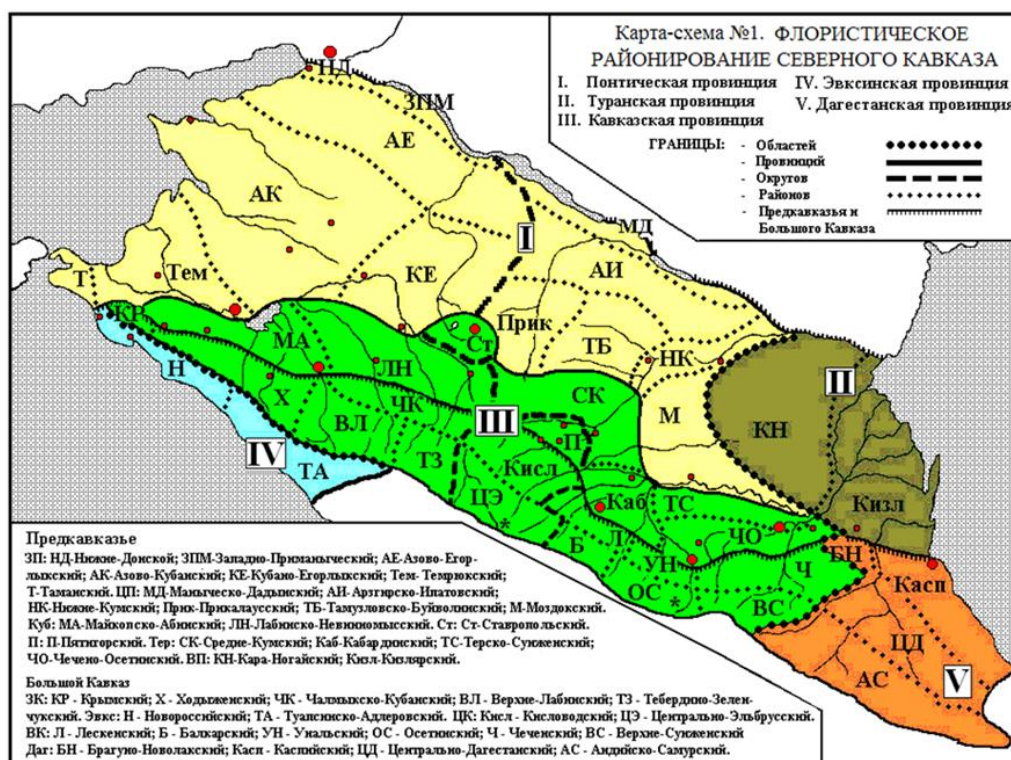 Карта-схема №1. ФЛОРИСТИЧЕСКОЕ
РАЙОНИРОВАНИЕ СЕВЕРНОГО КАВКАЗА
I. Понтическая провинция IV. Эвксинская провинция
II. Туранская провинция V. Дагестанская провинция
III. Кавказская провинция
ГРАНИЦЫ: - Областей
- Провинций
- Округов
- Районов
- Предкавказья и
Большого Кавказа
НД
ЗПМ
АЕ
АК
I
МД
АИ
Т
Тем
КЕ
КР
Прик
Ст
МА
ТБ
НК
II
Н
ЛН
Х
ЧК
СК
III
М
КН
ВЛ
П
IV
ТА
ТЗ
Кисл
ЦЭ
*
Каб
ТС
Кизл
Л
ЧО
Б
УН
БН
ОС
*
Ч
Касп
ВС
ЦД
АС
V
Предкавказье
ЗП: НД-Нижне-Донской; ЗПМ-Западно-Приманыческий; АЕ-Азово-Егор-
лыкский; АК-Азово-Кубанский; КЕ-Кубано-Егорлыкский; Тем-Темрюкский;
Т-Таманский. ЦП: МД-Маныческо-Дадынский; АИ-Арзгирско-Ипатовский;
НК-Нижне-Кумский; Прик-Прикалаусский; ТБ-Тамузловско-Буйволинский; М-Моздокский.
Куб: МА-Майкопско-Абинский; ЛН-Лабинско-Невинномысский. Ст: Ст-Ставропольский.
П: П-Пятигорский. Тер: СК-Средне-Кумский; Каб-Кабардинский; ТС-Терско-Сунженский;
ЧО-Чечено-Осетинский. ВП: КН-Кара-Ногайский; Кизл-Кизлярский.
Большой Кавказ
ЗК: КР - Крымский; Х - Ходыженский; ЧК - Чалмыкско-Кубанский; ВЛ - Верхне-Лабинский; ТЗ - Тебердино-Зелен-
чукский. Эвкс: Н - Новороссийский; ТА - Туапсинско-Адлеровский. ЦК: Кисл - Кисловодский; ЦЭ - Центрально-Эльбрусский.
ВК: Л - Лескенский; Б - Балкарский; УН - Унальский; ОС - Осетинский; Ч - Чеченский; ВС - Верхне-Сунженский
Даг: БН - Брагуно-Новолакский; Касп - Каспийский; ЦД - Центрально-Дагестанский; АС - Андийско-Самурский.